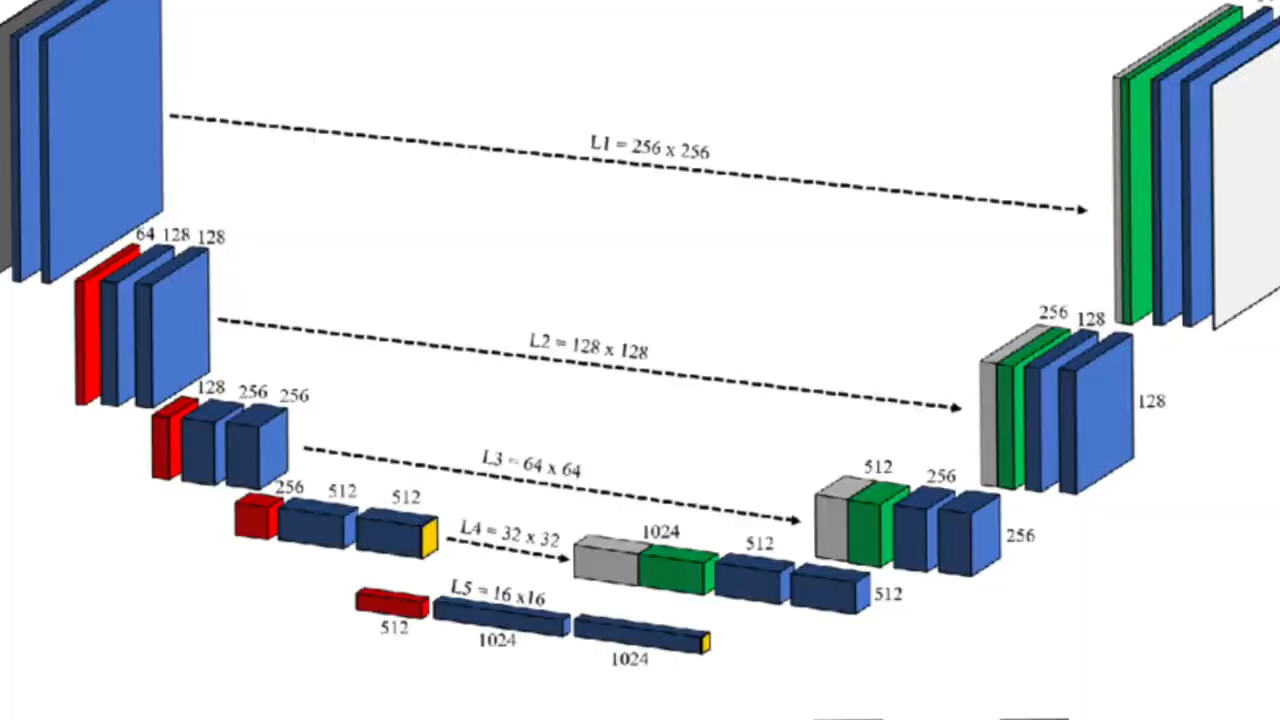 L1 = 256 x 256
64 128 128
L2 = 128 x 128
256 128
128
128 256 256
L3 = 64 x 64
512 256
256
256 512 512
L4 = 32 x 32
1024 512
512
L5 = 16 x16
512
1024
1024